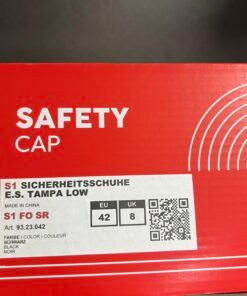 SAFETY
CAP
S1 SICHERHEITSSCHUHE
E.S. TAMPA LOW
MADE IN CHINA
S1 FO SR
Art. 93.23.042
EU UK
42 8
FARBE | COLOR | COULEUR
SCHWARZ
BLACK
NOIR